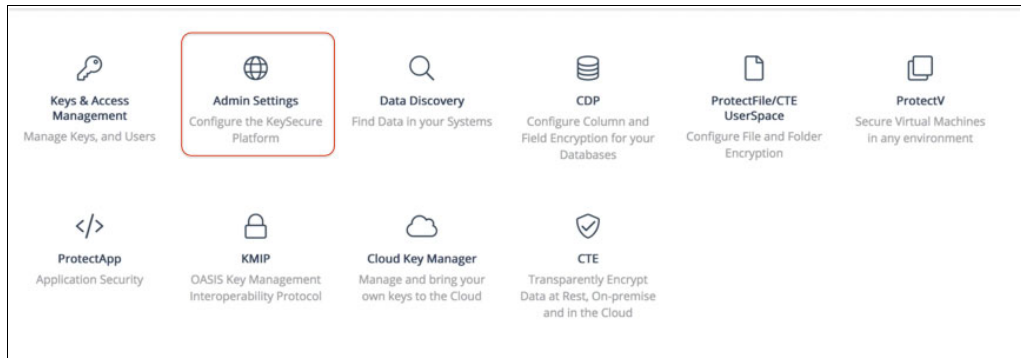 Keys & Access
Management
Manage Keys, and Users
Admin Settings
Configure the KeySecure
Platform
Data Discovery
Find Data in your Systems
CDP
Configure Column and
Field Encryption for your
Databases
ProtectFile/CTE
UserSpace
Configure File and Folder
Encryption
ProtectV
Secure Virtual Machines
in any environment
ProtectApp
Application Security
KMIP
OASIS Key Management
Interoperability Protocol
Cloud Key Manager
Manage and bring your
own keys to the Cloud
CTE
Transparently Encrypt
Data at Rest, On-premise
and in the Cloud